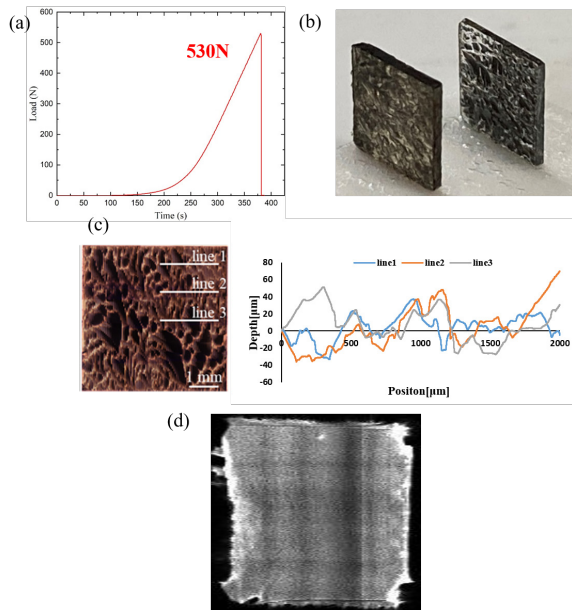 (a)
530N
Load (N)
600
500
400
300
200
100
0
0 50 100 150 200 250 300 350 400
Time (s)
(b)
(c)
line 1
line 2
line 3
1 mm
line1 line2 line3
Depth[μm]
80
60
40
20
0
-20
-40
-60
0 500 1000 1500 2000
Positon[μm]
(d)